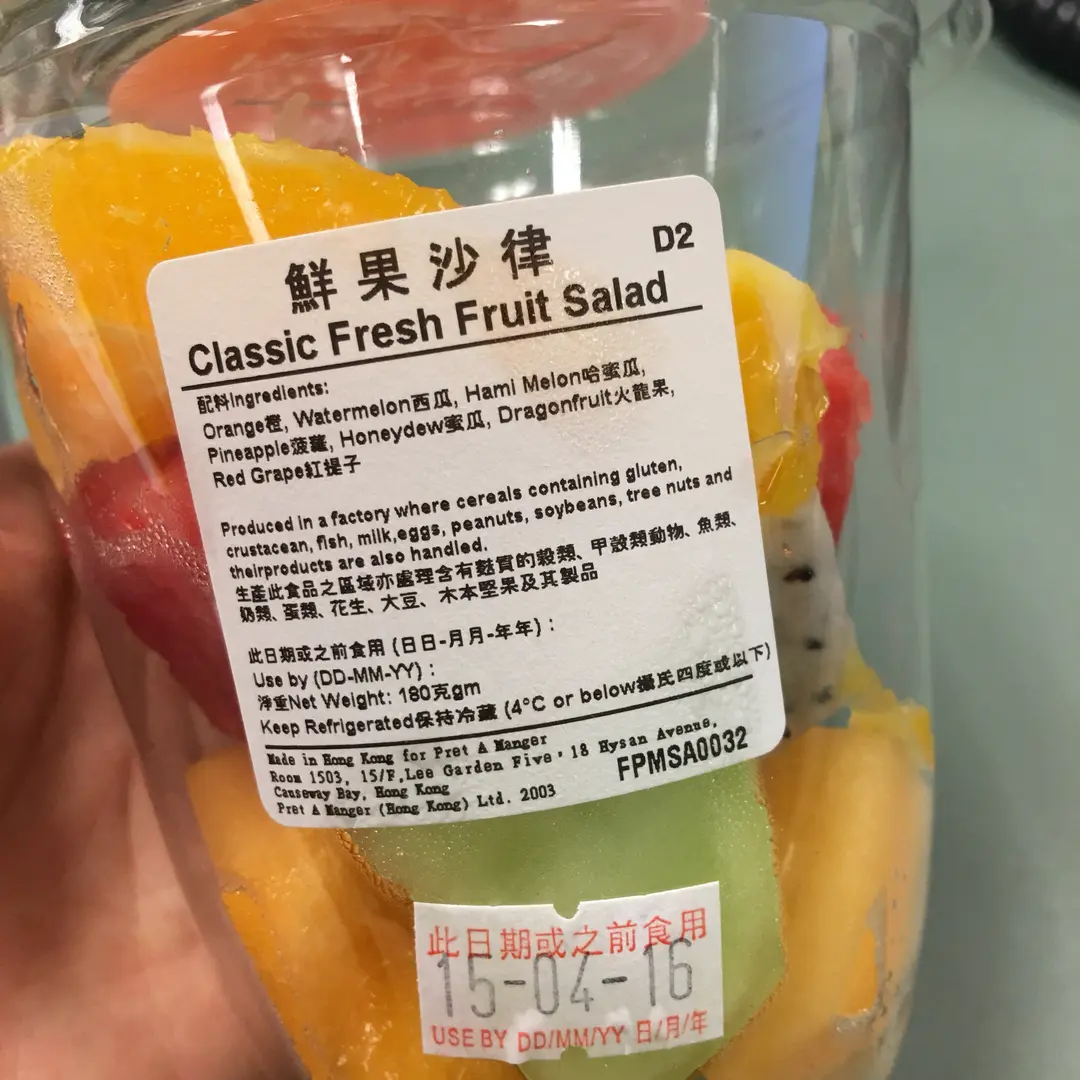 鮮果沙律
D2
Classic Fresh Fruit Salad
配料Ingredients:
Orange橙, Watermelon西瓜, Hami Melon哈蜜瓜,
Pineapple菠蘿, Honeydew蜜瓜, Dragonfruit火龍果,
Red Grape紅提子
Produced in a factory where cereals containing gluten,
crustacean, fish, milk,eggs, peanuts, soybeans, tree nuts and
theirproducts are also handled.
生產此食品之區域亦處理含有麩質的穀類、甲殼類動物、魚類、
奶類、蛋類、花生、大豆、木本堅果及其製品
此日期或之前食用 (日日-月月-年年) :
Use by (DD-MM-YY) :
淨重Net Weight: 180克gm
Keep Refrigerated保持冷藏 (4°C or below攝氏四度或以下)
Made in Hong Kong for Pret A Manger
Room 1503, 15/F,Lee Garden Five, 18 Hysan Avenue,
Causeway Bay, Hong Kong
Pret A Manger (Hong Kong) Ltd. 2003
FPMSA0032
此日期或之前食用
15-04-16
USE BY DD/MM/YY 日/月/年